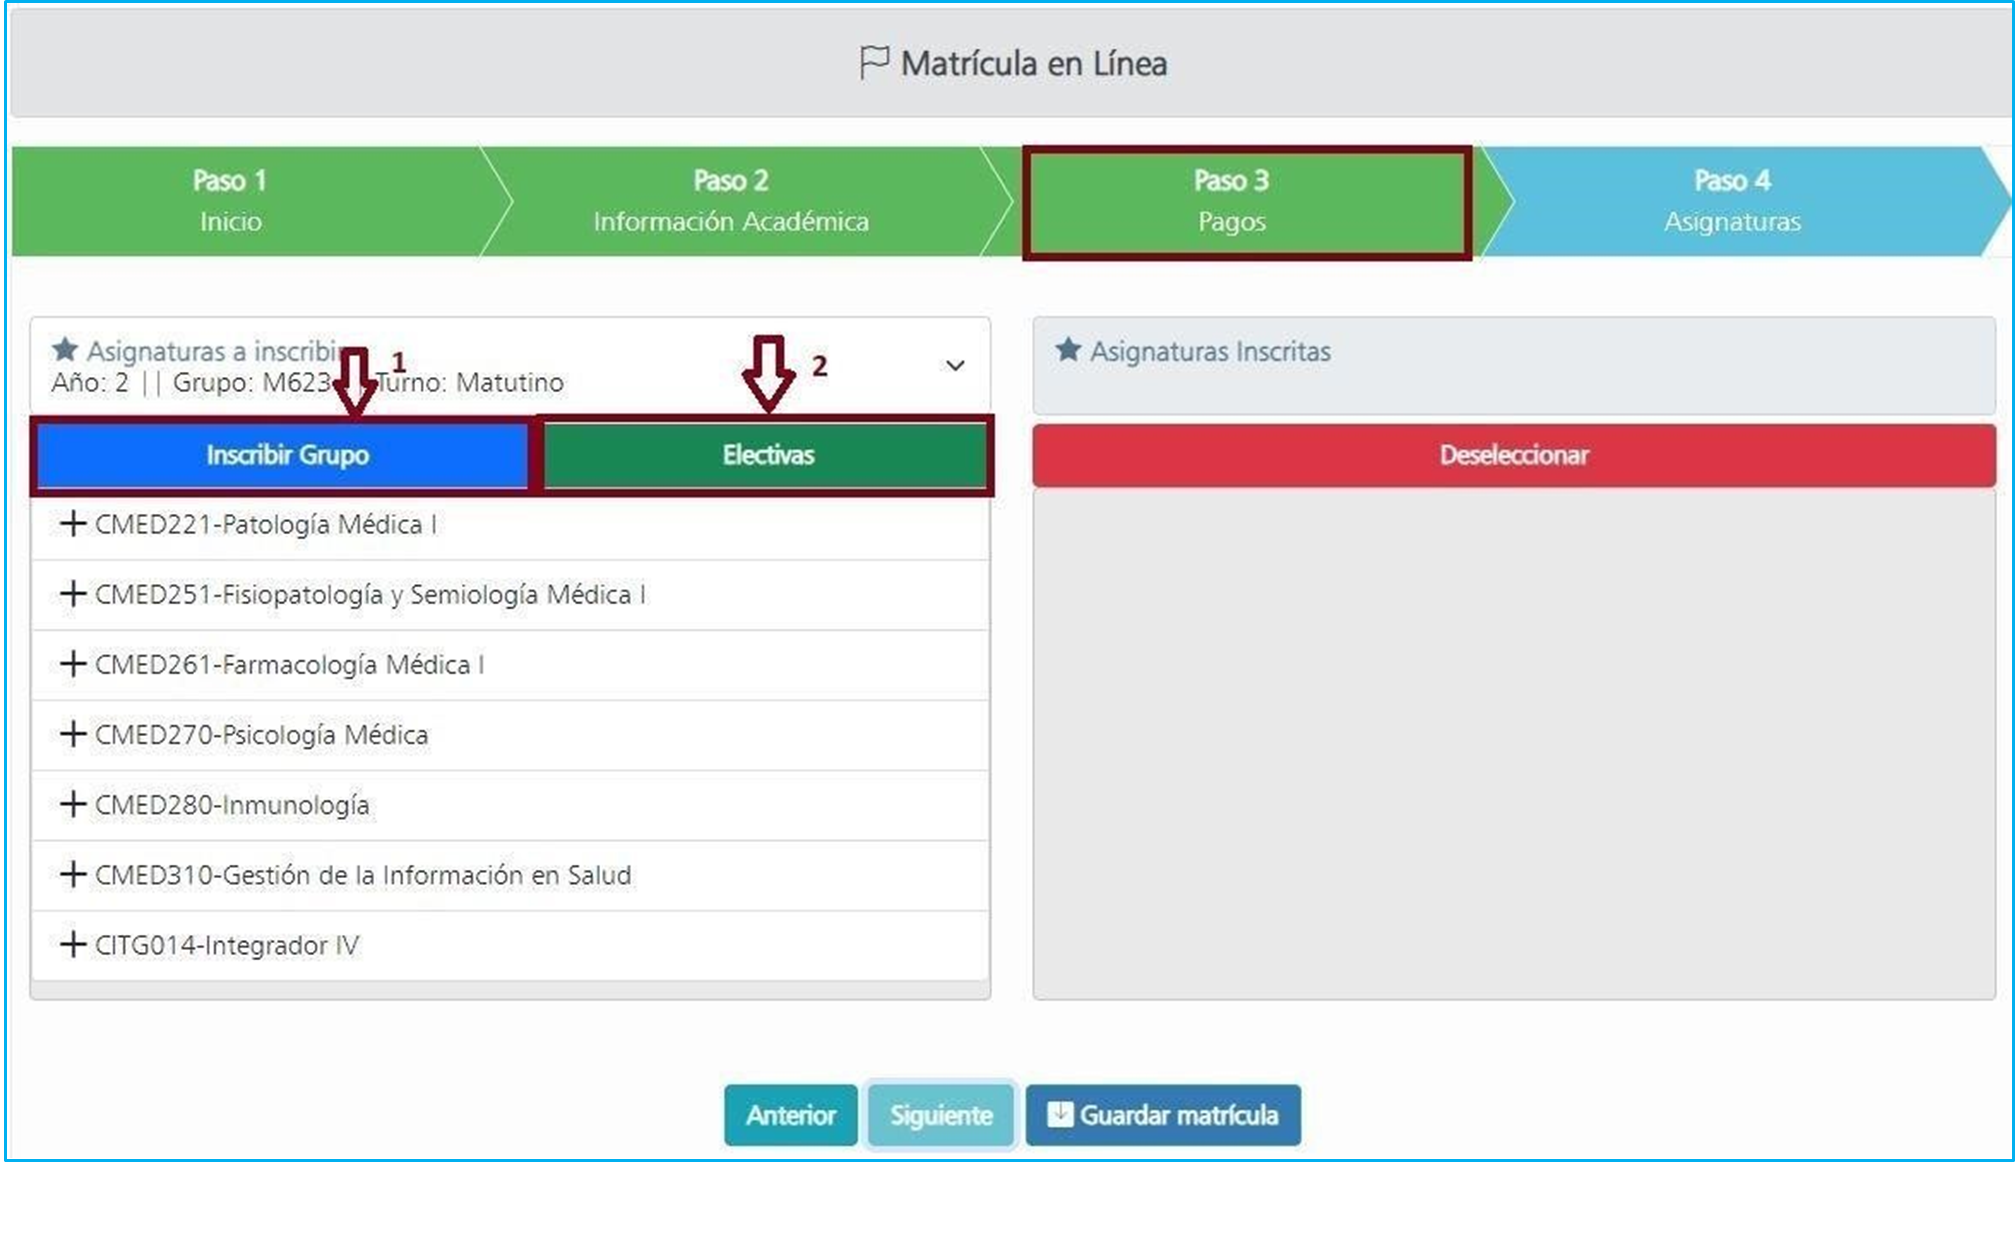 Matrícula en Línea
Paso 1
Inicio
Paso 2
Información Académica
Paso 3
Pagos
Paso 4
Asignaturas
Asignaturas a inscribir
1
Año: 2 || Grupo: M623 Turno: Matutino
2
Inscribir Grupo
Electivas
CMED221-Patología Médica I
CMED251-Fisiopatología y Semiología Médica I
CMED261-Farmacología Médica I
CMED270-Psicología Médica
CMED280-Inmunología
CMED310-Gestión de la Información en Salud
CITG014-Integrador IV
Asignaturas Inscritas
Deseleccionar
Anterior
Siguiente
Guardar matrícula